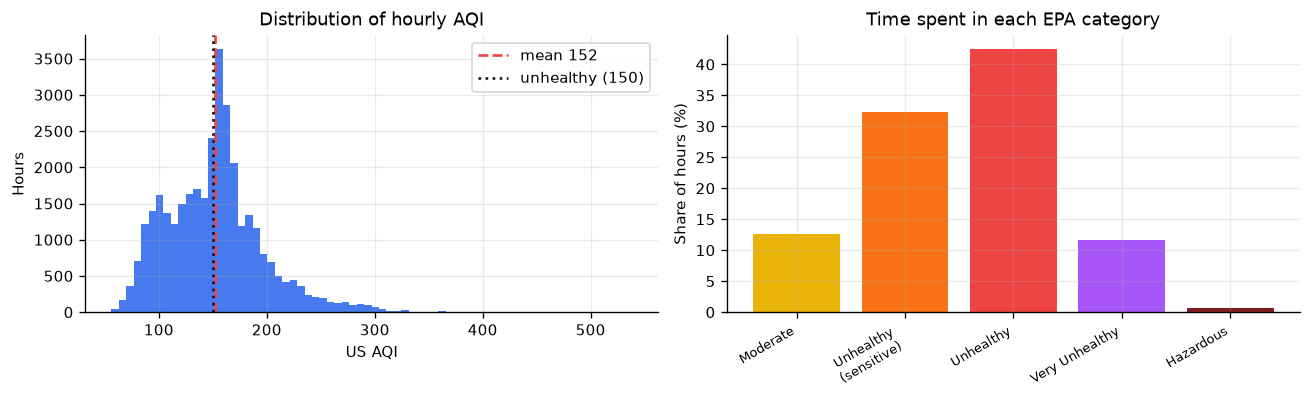 Distribution of hourly AQI
3500
3000
2500
2000
1500
1000
500
0
Hours
mean 152
unhealthy (150)
100 200 300 400 500
US AQI
Time spent in each EPA category
40
35
30
25
20
15
10
5
0
Share of hours (%)
Moderate
Unhealthy
(sensitive)
Unhealthy
Very Unhealthy
Hazardous